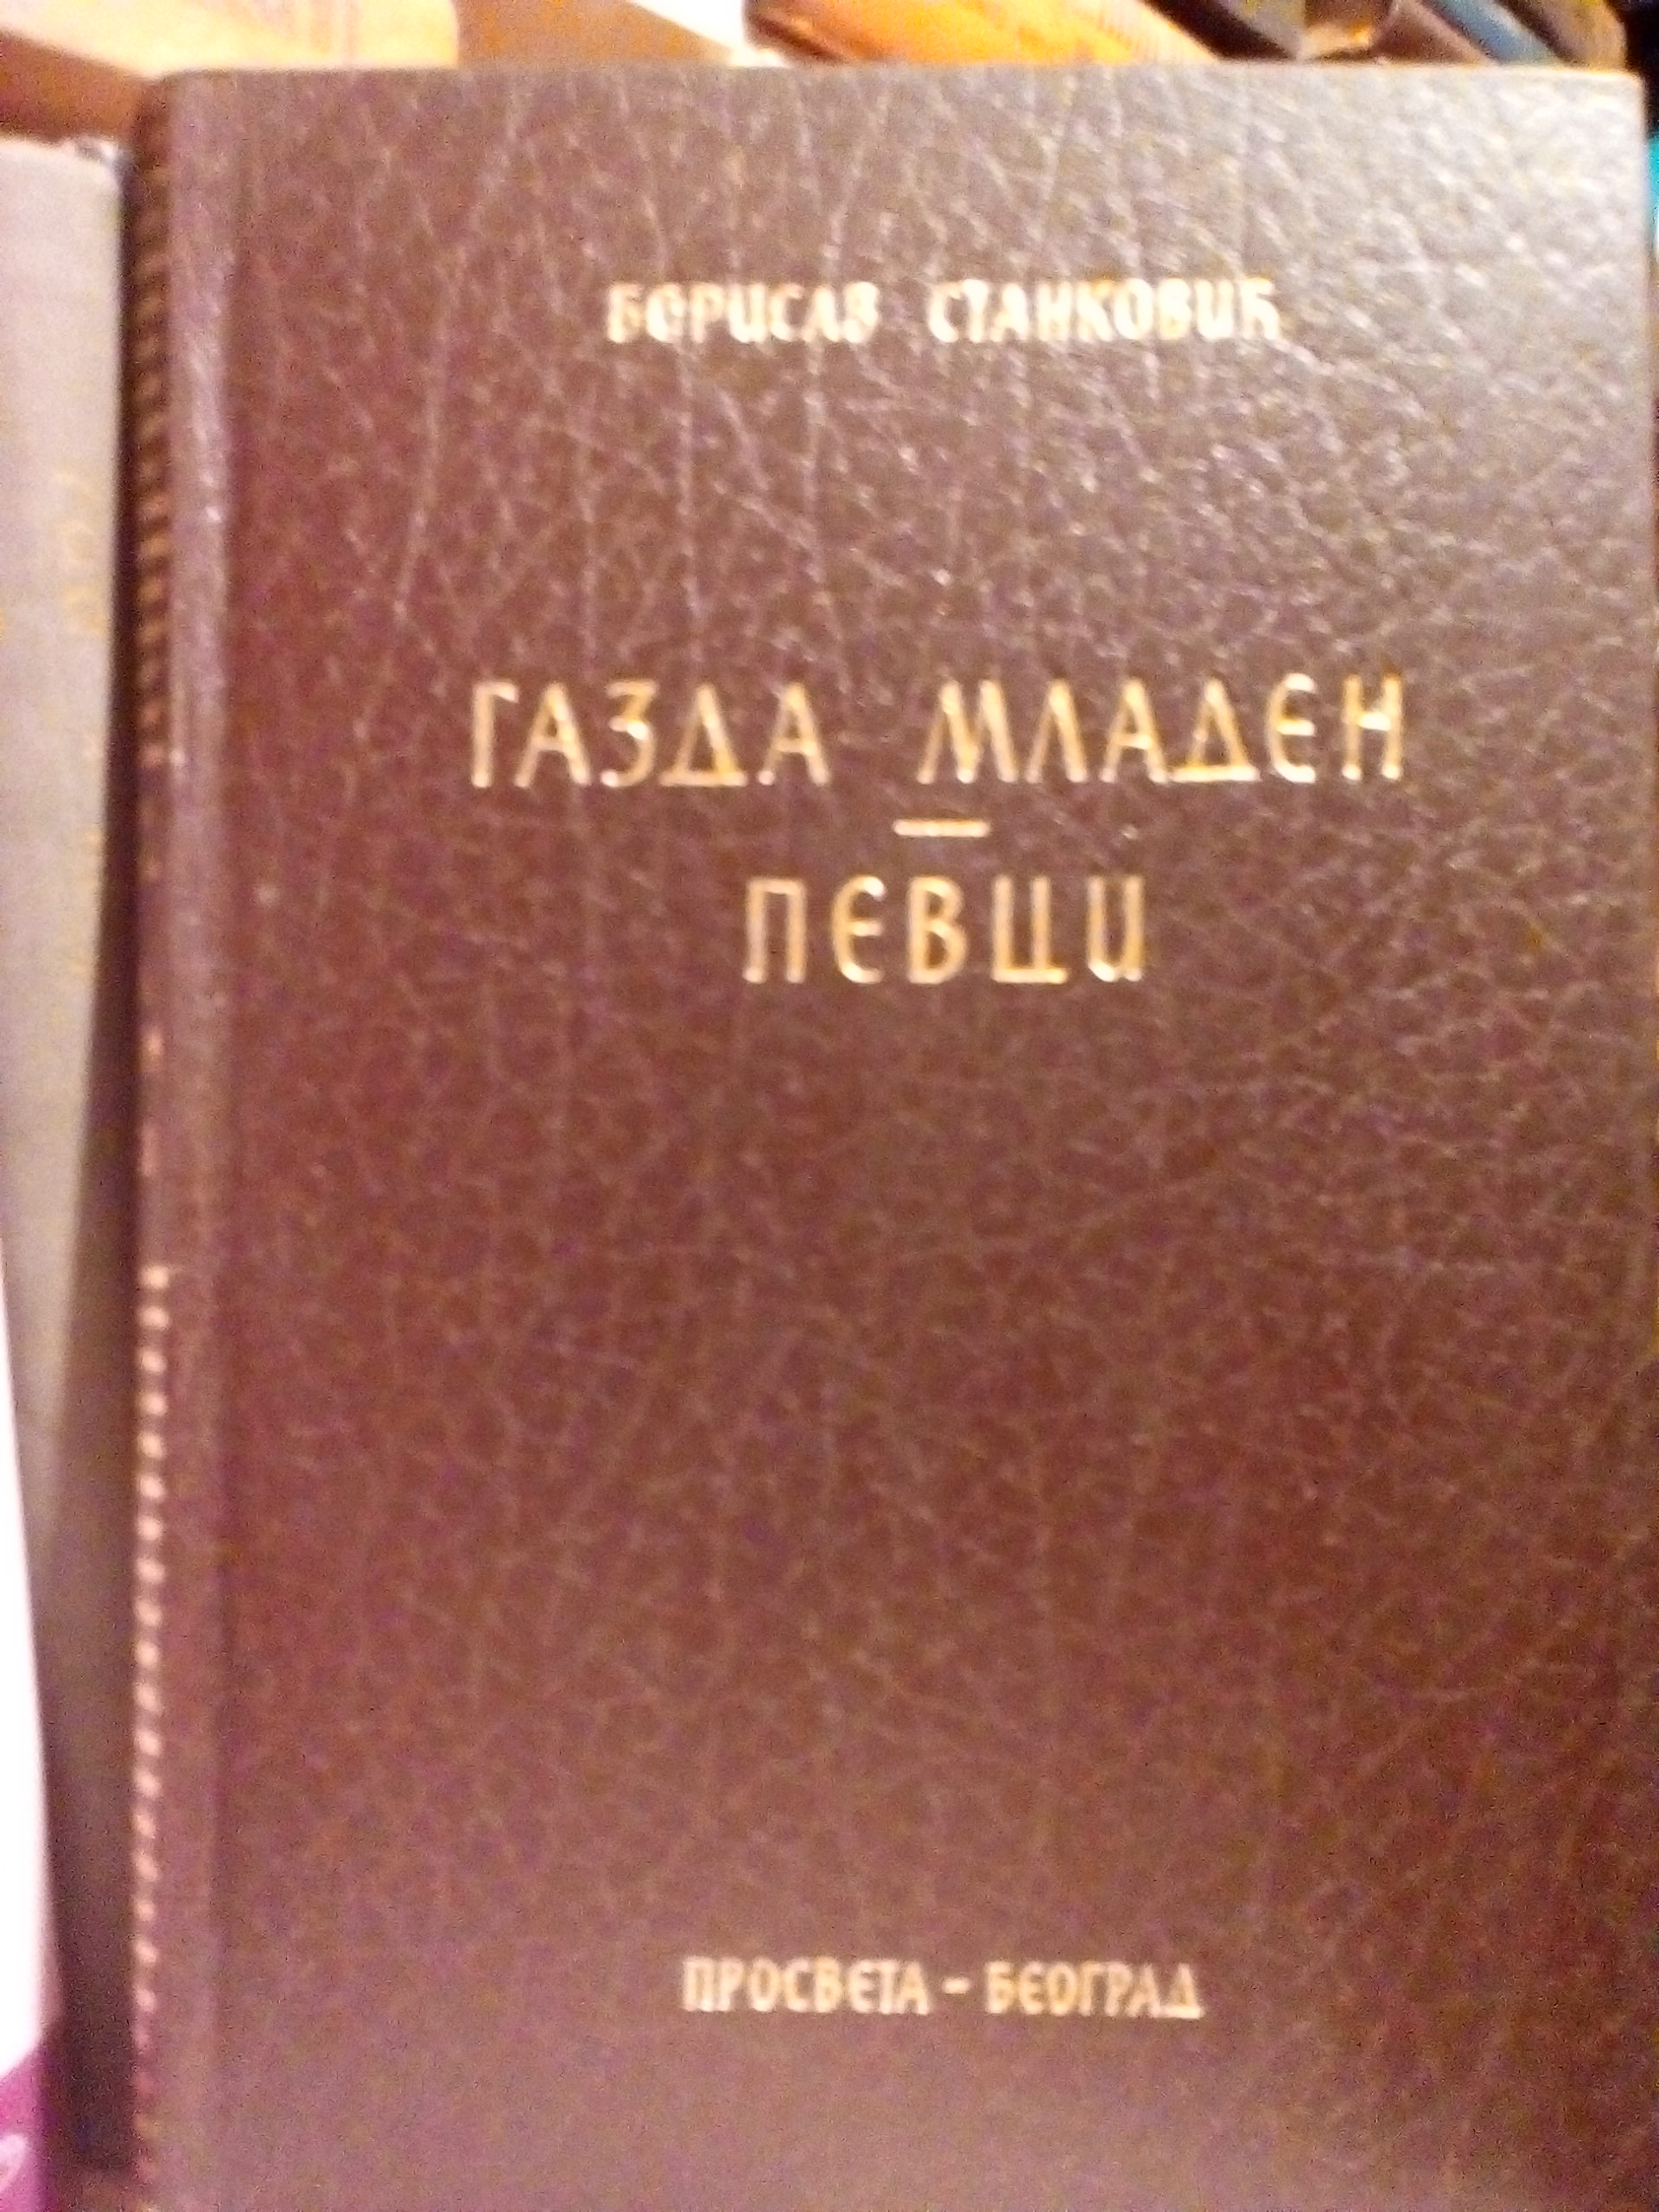 БОРИСАВ СТАНКОВИЋ
ГАЗДА МЛАДЕН
—
ПЕВЦИ
ПРОСВЕТА – БЕОГРАД